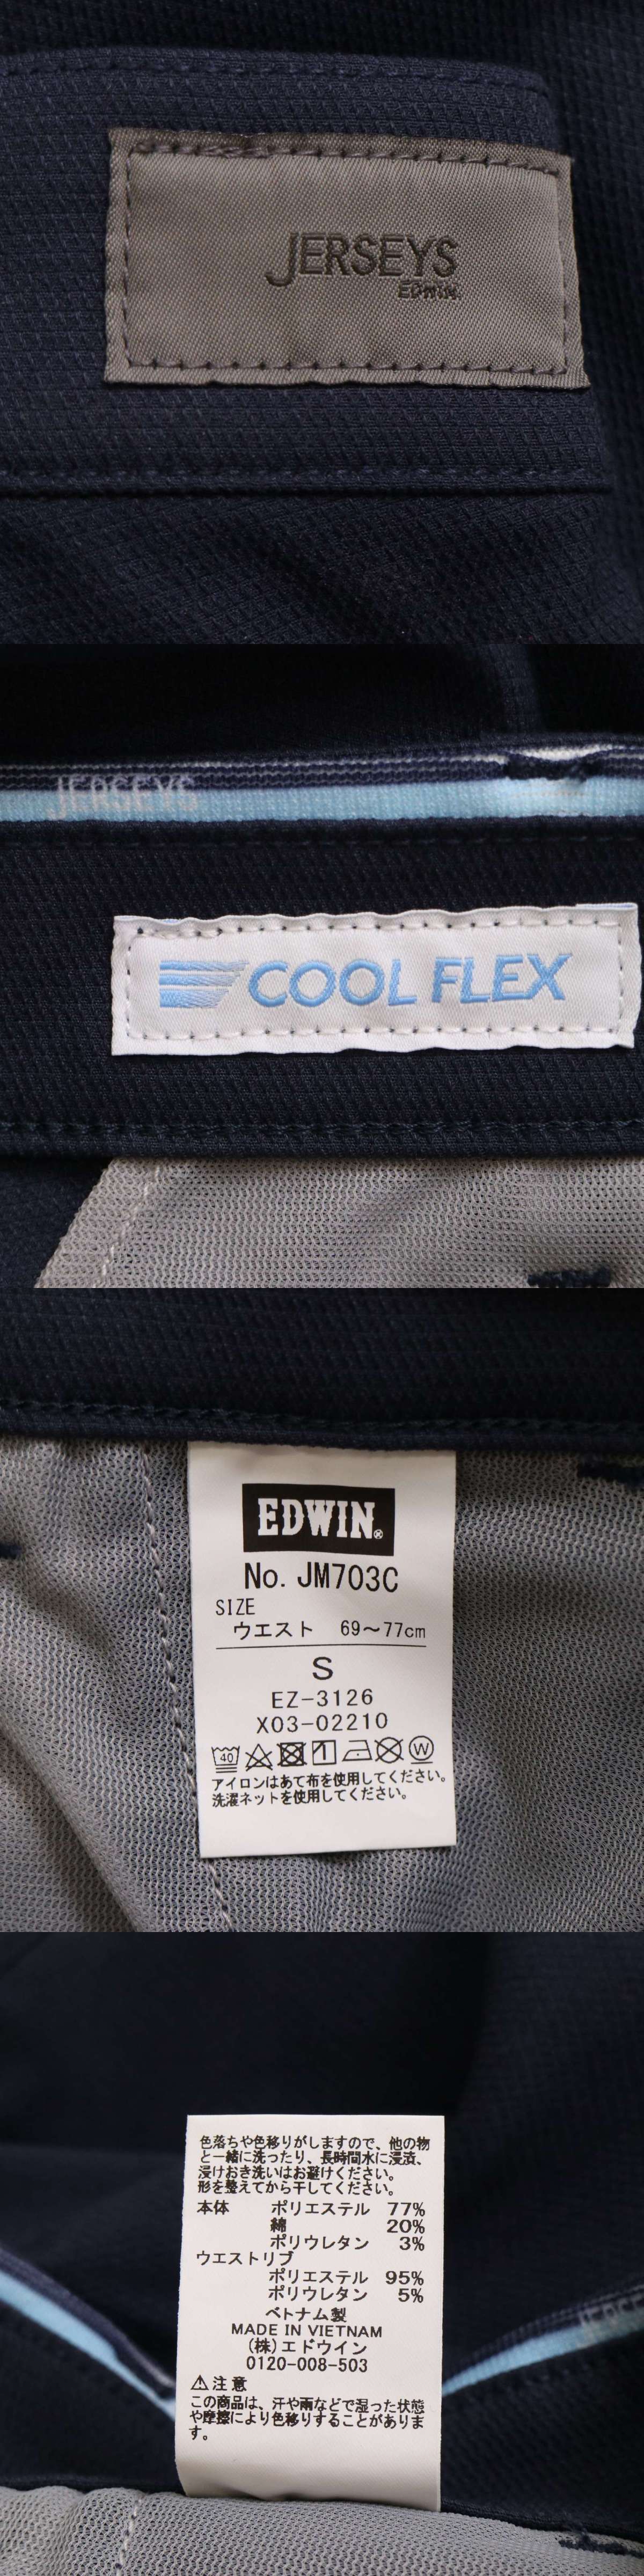 JERSEYS
EDWIN.
JERSEYS
COOL FLEX
EDWIN®
No. JM703C
SIZE
ウエスト 69〜77cm
S
EZ-3126
X03-02210
40 W
アイロンはあて布を使用してください。
洗濯ネットを使用してください。
色落ちや色移りがしますので、他の物
と一緒に洗ったり、長時間水に浸漬、
浸けおき洗いはお避けください。
形を整えてから干してください。
本体 ポリエステル 77%
綿 20%
ポリウレタン 3%
ウエストリブ
ポリエステル 95%
ポリウレタン 5%
ベトナム製
MADE IN VIETNAM
(株)エドウイン
0120-008-503
⚠注意
この商品は、汗や雨などで湿った状態
や摩擦により色移りすることがありま
す。